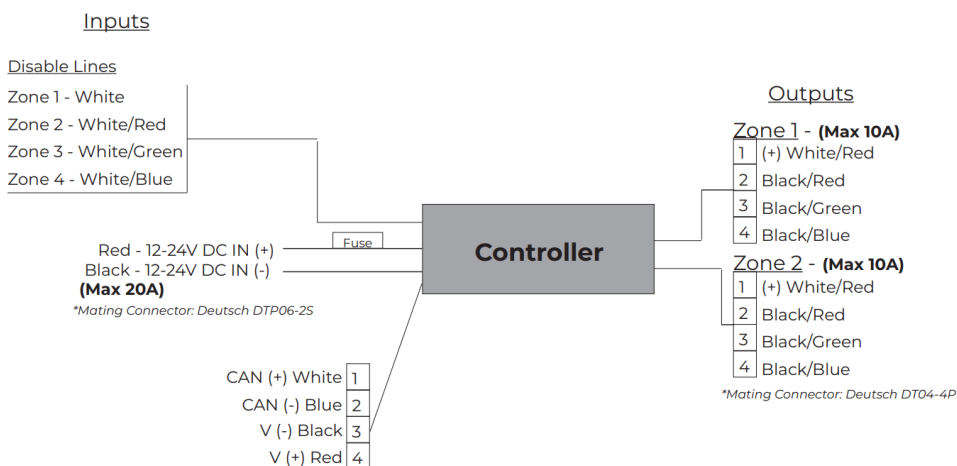 Inputs
Disable Lines
Zone 1 - White
Zone 2 - White/Red
Zone 3 - White/Green
Zone 4 - White/Blue
Red - 12-24V DC IN (+)
Black - 12-24V DC IN (-)
(Max 20A)
*Mating Connector: Deutsch DTP06-2S
Fuse
CAN (+) White 1
CAN (-) Blue 2
V (-) Black 3
V (+) Red 4
Controller
Outputs
Zone 1 - (Max 10A)
1 (+) White/Red
2 Black/Red
3 Black/Green
4 Black/Blue
Zone 2 - (Max 10A)
1 (+) White/Red
2 Black/Red
3 Black/Green
4 Black/Blue
*Mating Connector: Deutsch DT04-4P